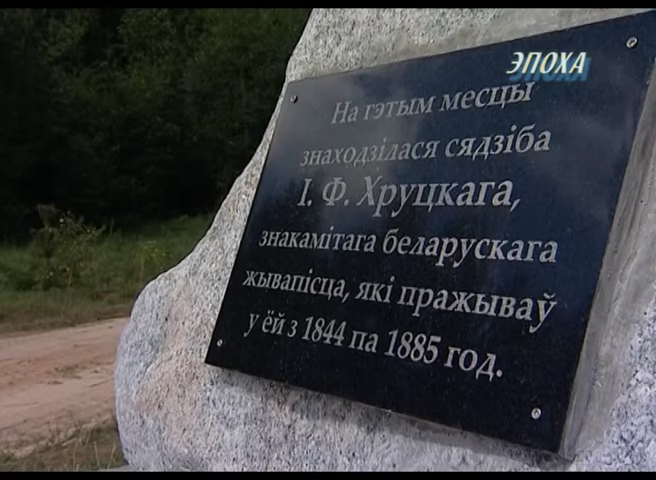 ЭПОХА
На гэтым месцы
знаходзілася сядзіба
І. Ф. Хруцкага,
знакамітага беларускага
жывапісца, які пражываў
у ёй з 1844 па 1885 год.